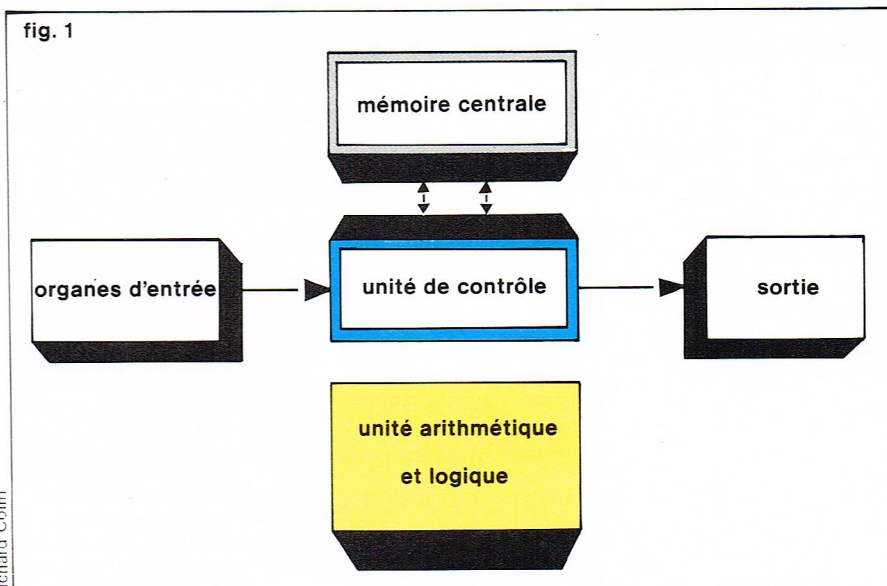 fig. 1
mémoire centrale
organes d'entrée
unité de contrôle
sortie
unité arithmétique
et logique